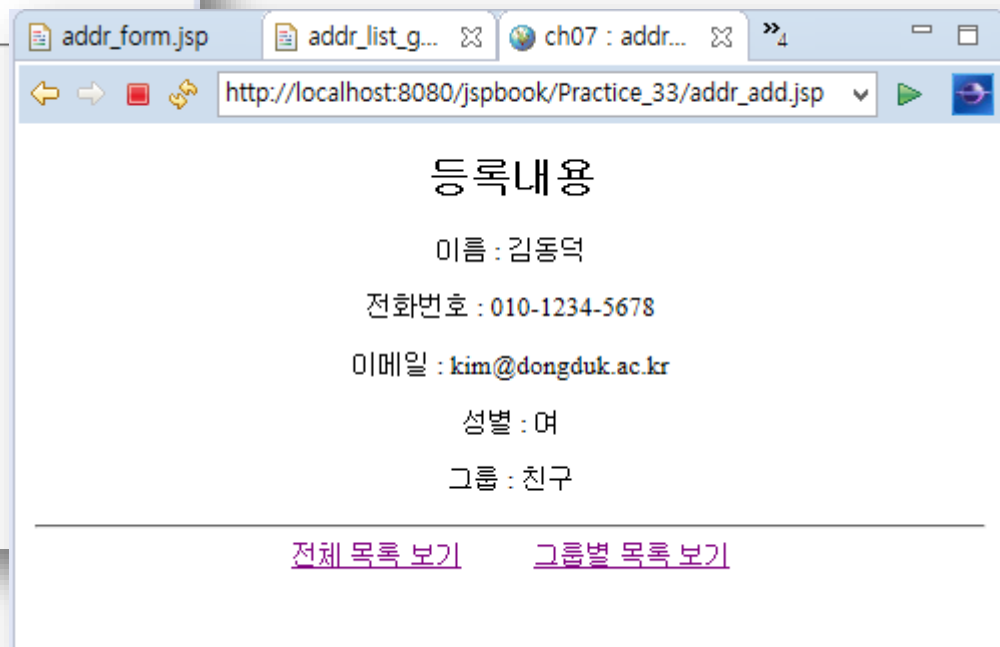 addr_form.jsp addr_list_g... ch07 : addr... »4
http://localhost:8080/jspbook/Practice_33/addr_add.jsp
등록내용
이름 : 김동덕
전화번호 : 010-1234-5678
이메일 : kim@dongduk.ac.kr
성별 : 여
그룹 : 친구
전체 목록 보기 그룹별 목록 보기